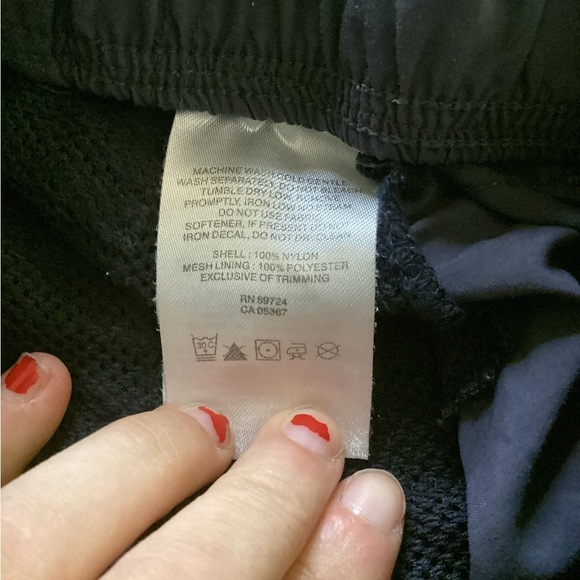 MACHINE WASH COLD GENTLE
WASH SEPARATELY, DO NOT BLEACH
TUMBLE DRY LOW, REMOVE
PROMPTLY, IRON LOW NO STEAM
DO NOT USE FABRIC
SOFTENER, IF PRESENT DO NOT
IRON DECAL, DO NOT DRY CLEAN
SHELL : 100% NYLON
MESH LINING : 100% POLYESTER
EXCLUSIVE OF TRIMMING
RN 69724
CA 05367
30 C